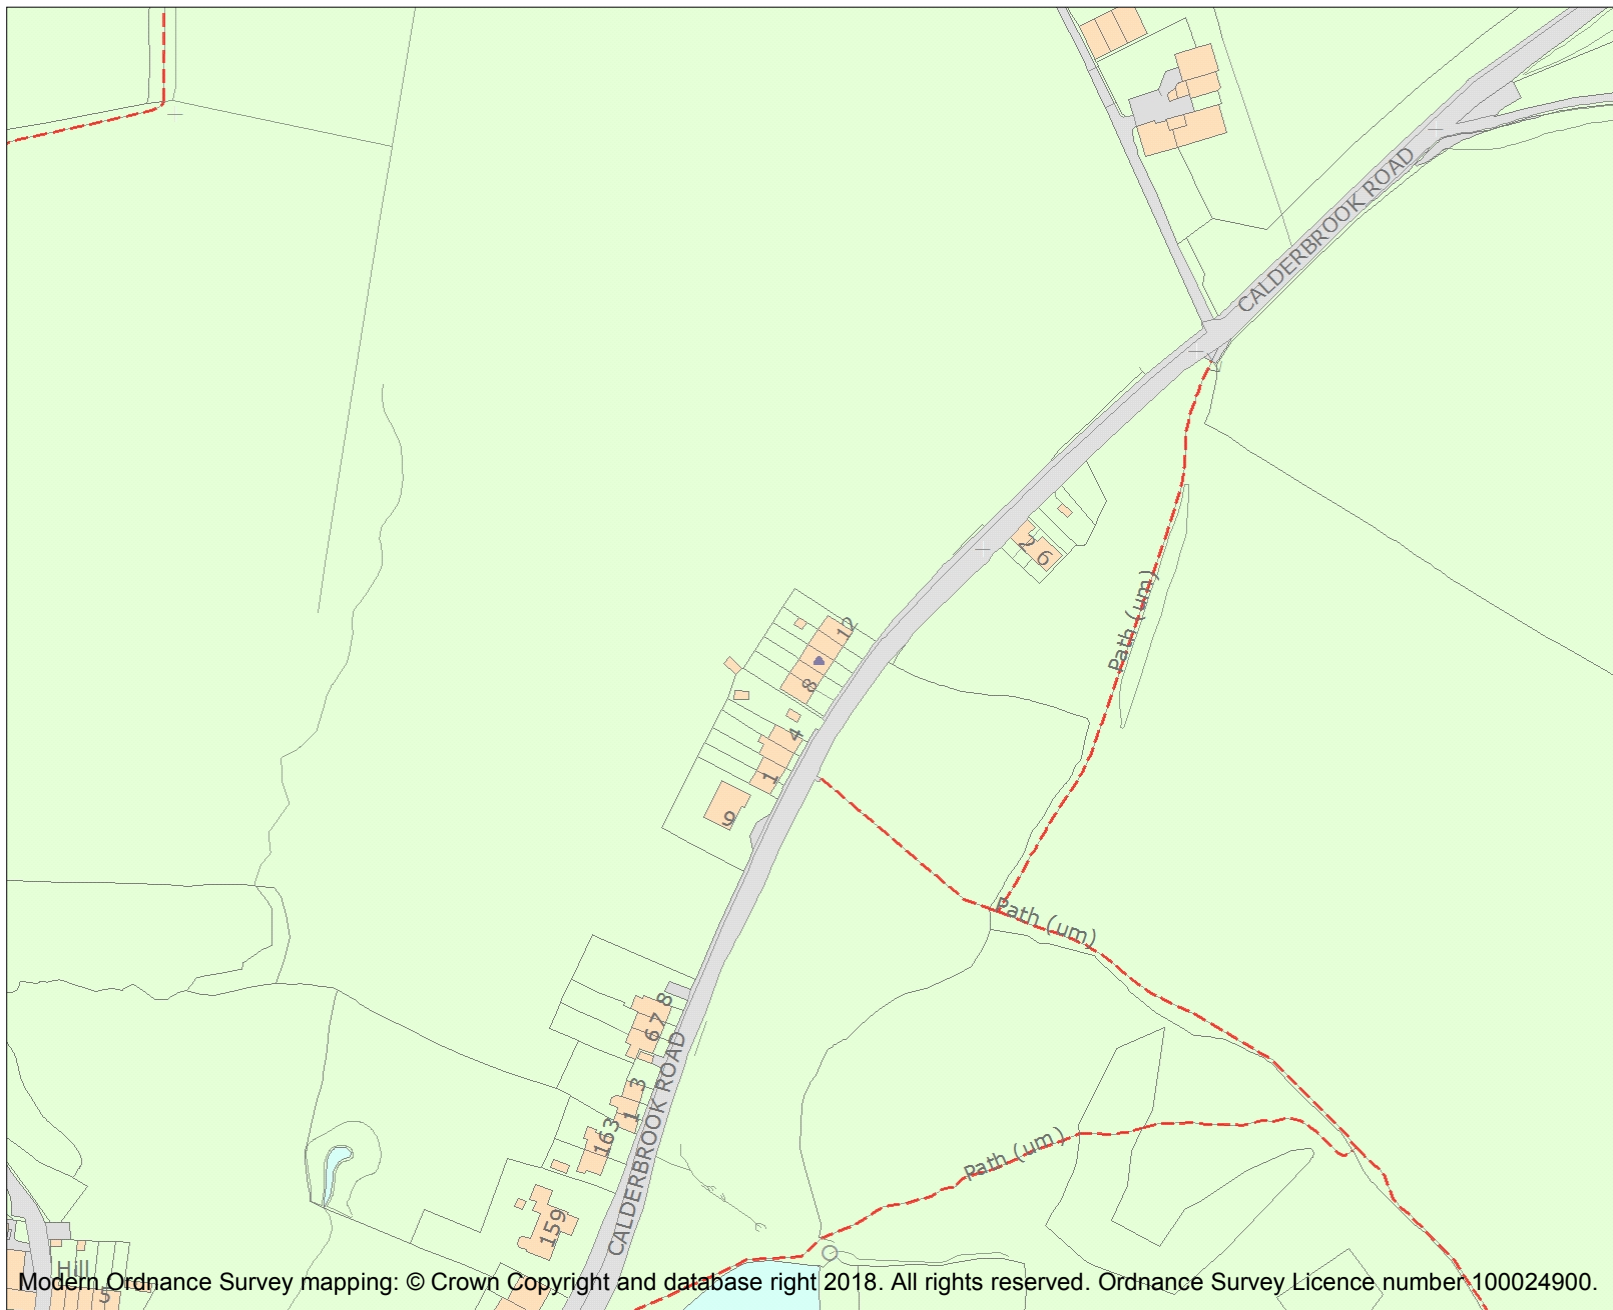 CALDERBROOK ROAD
2
6
Path (um)
12
8
4
1
9
Path (um)
8
7
6
CALDERBROOK ROAD
3
1
163
Path (um)
159
Hill
5
Modern Ordnance Survey mapping: © Crown Copyright and database right 2018. All rights reserved. Ordnance Survey Licence number 100024900.